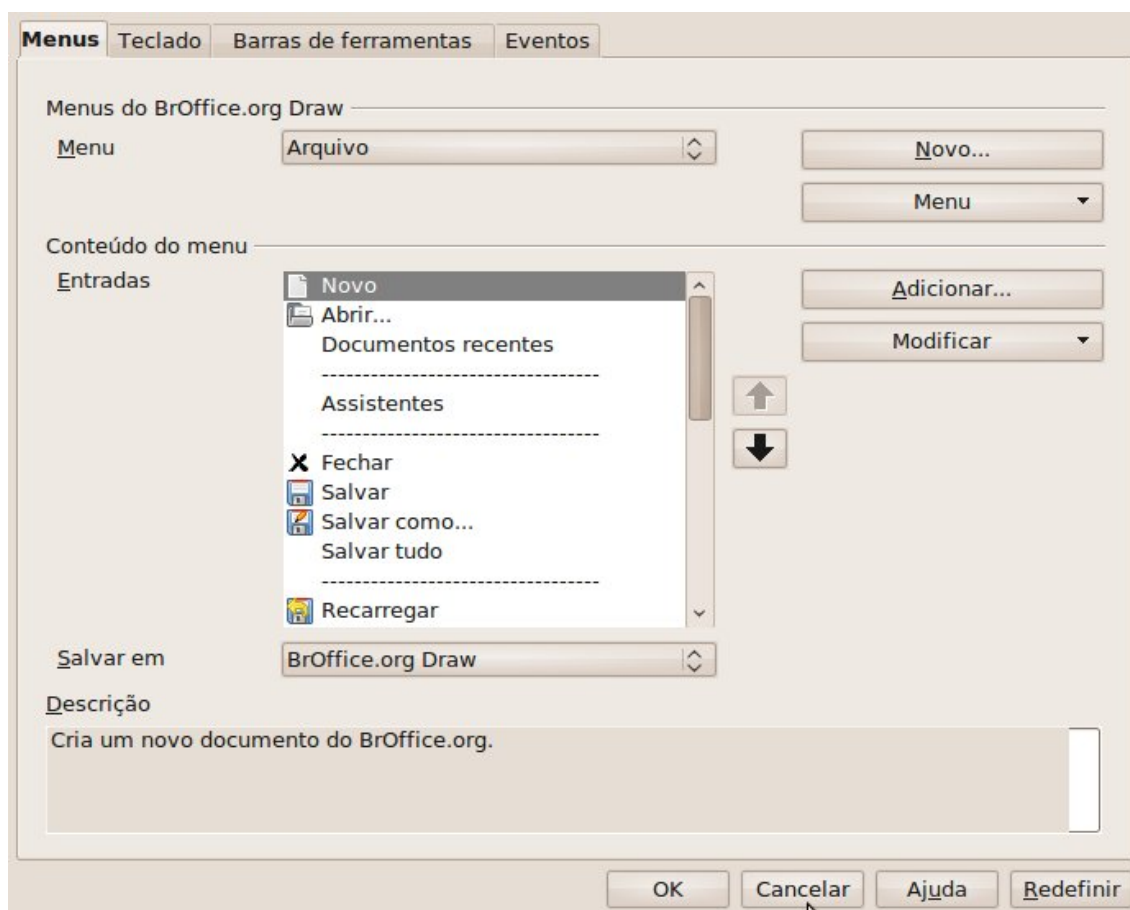 Menus Teclado Barras de ferramentas Eventos
Menus do BrOffice.org Draw
Menu Arquivo Novo...
Menu
Conteúdo do menu
Entradas Novo Adicionar...
Abrir... Modificar
Documentos recentes
---------------------------------
Assistentes
---------------------------------
Fechar
Salvar
Salvar como...
Salvar tudo
---------------------------------
Recarregar
Salvar em BrOffice.org Draw
Descrição
Cria um novo documento do BrOffice.org.
OK Cancelar Ajuda Redefinir